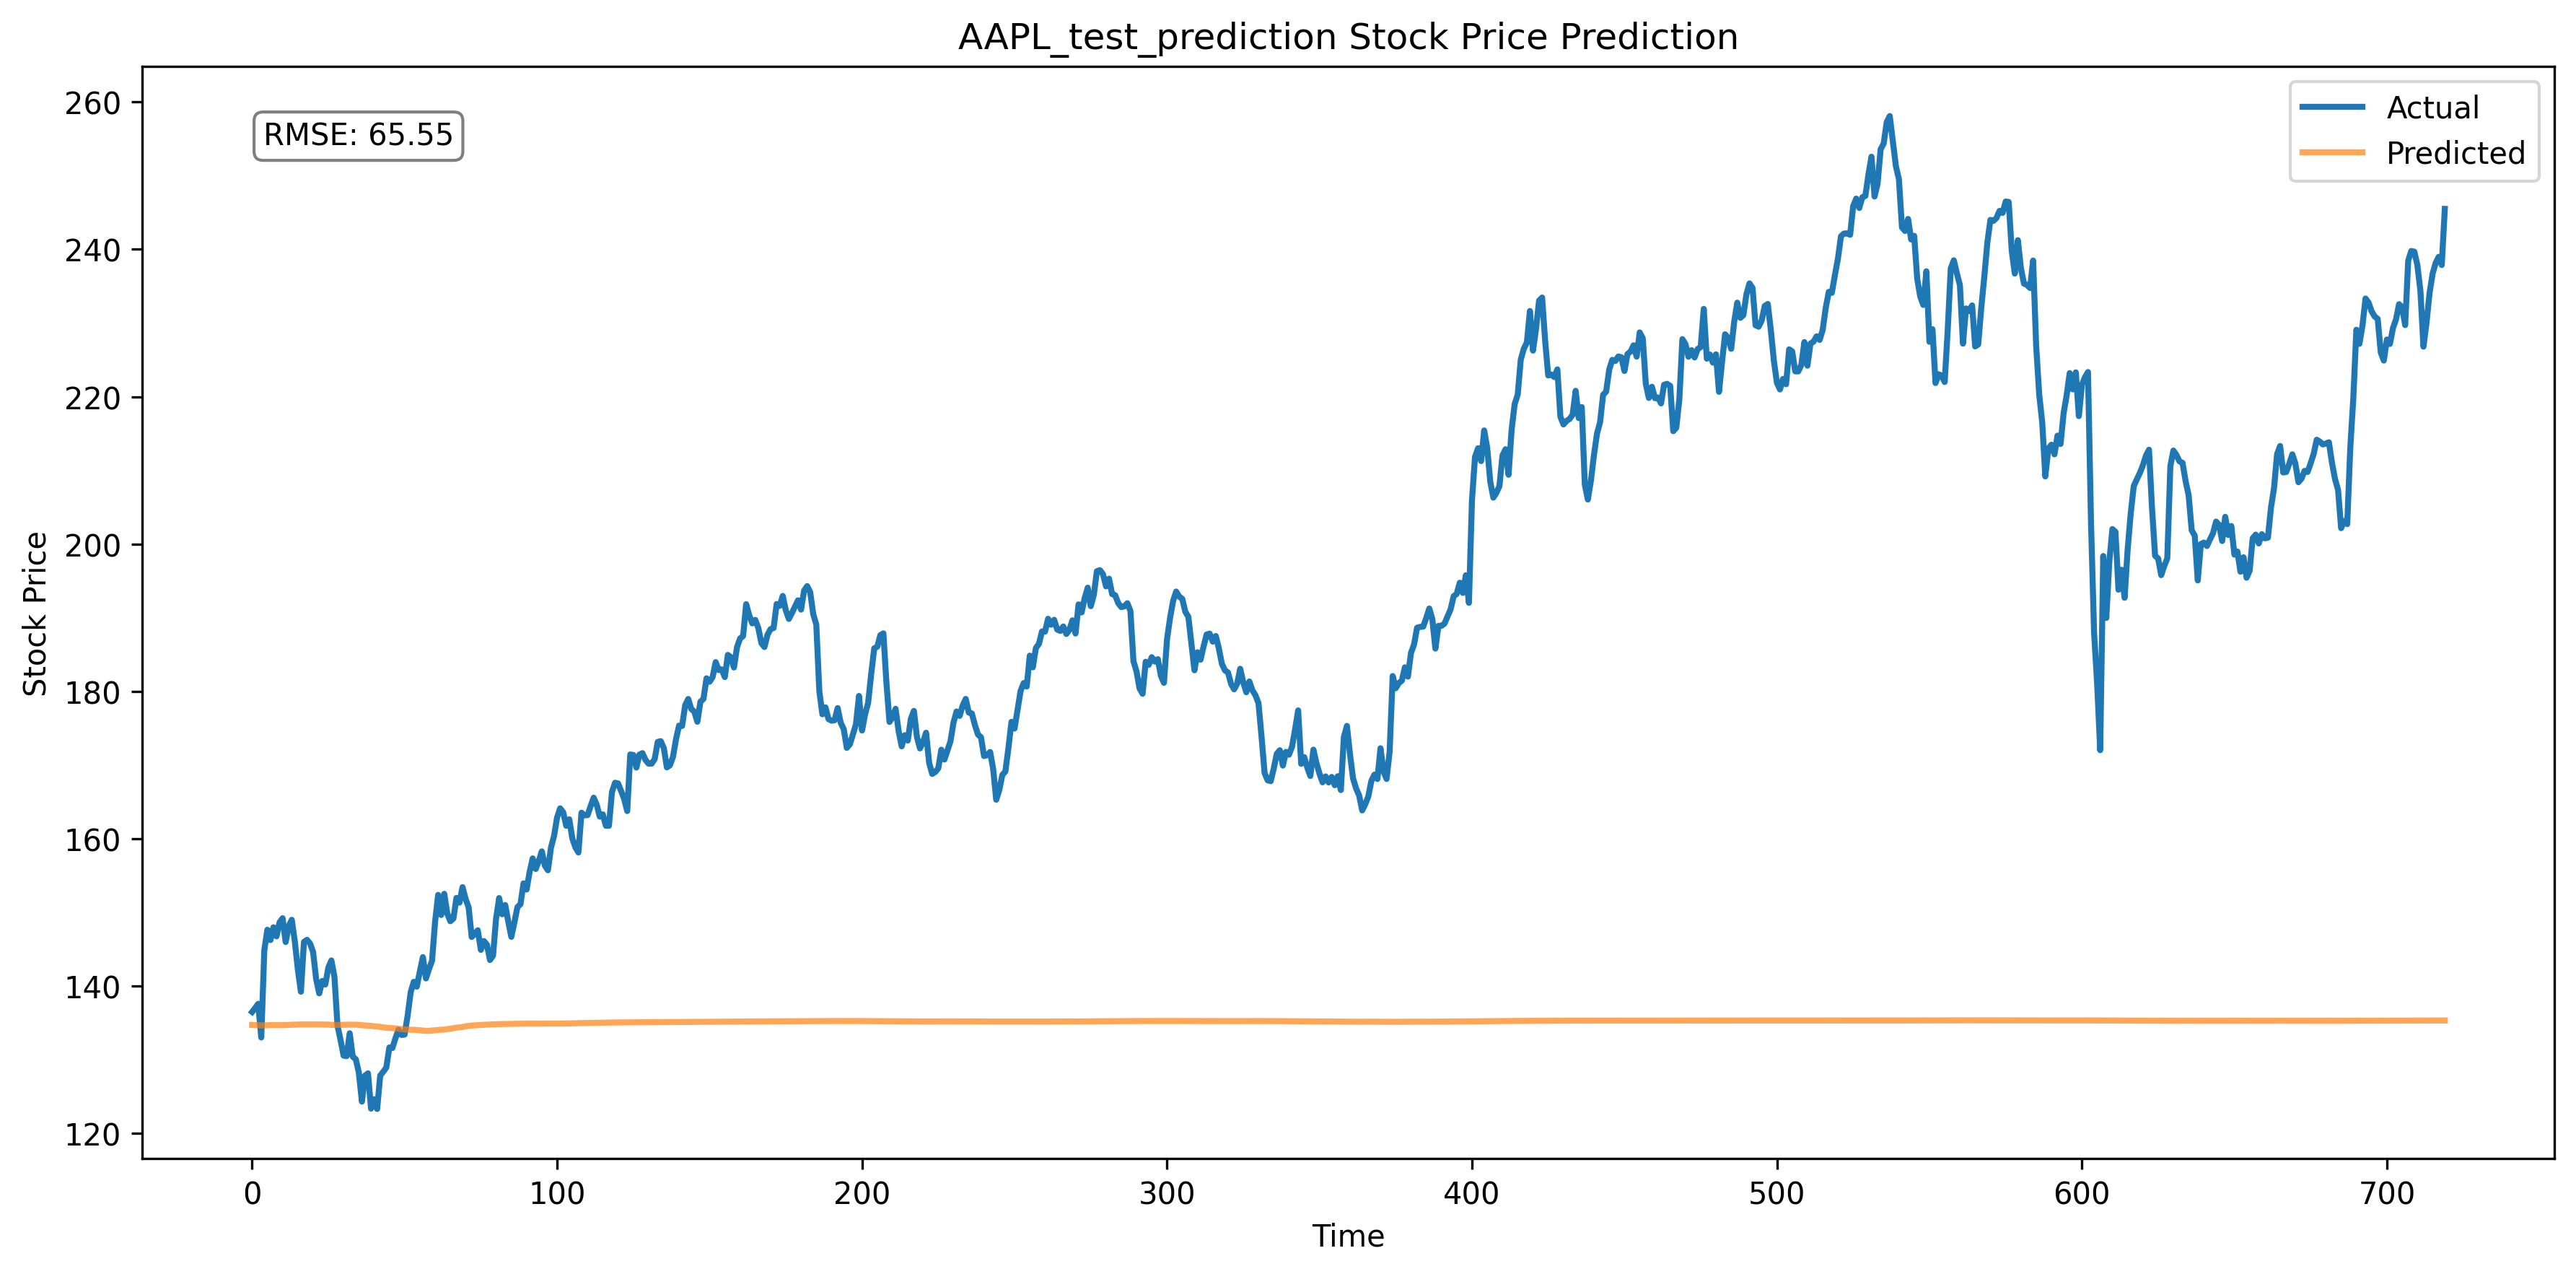 AAPL_test_prediction Stock Price Prediction
RMSE: 65.55
Actual
Predicted
Stock Price
260
240
220
200
180
160
140
120
0 100 200 300 400 500 600 700
Time